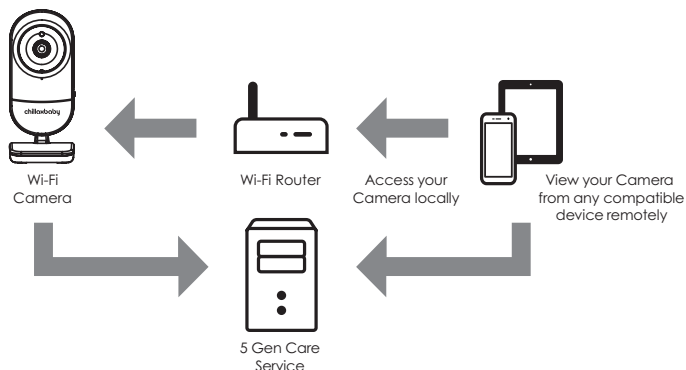 chillaxbaby
Wi-Fi
Camera
Wi-Fi Router
Access your
Camera locally
View your Camera
from any compatible
device remotely
5 Gen Care
Service